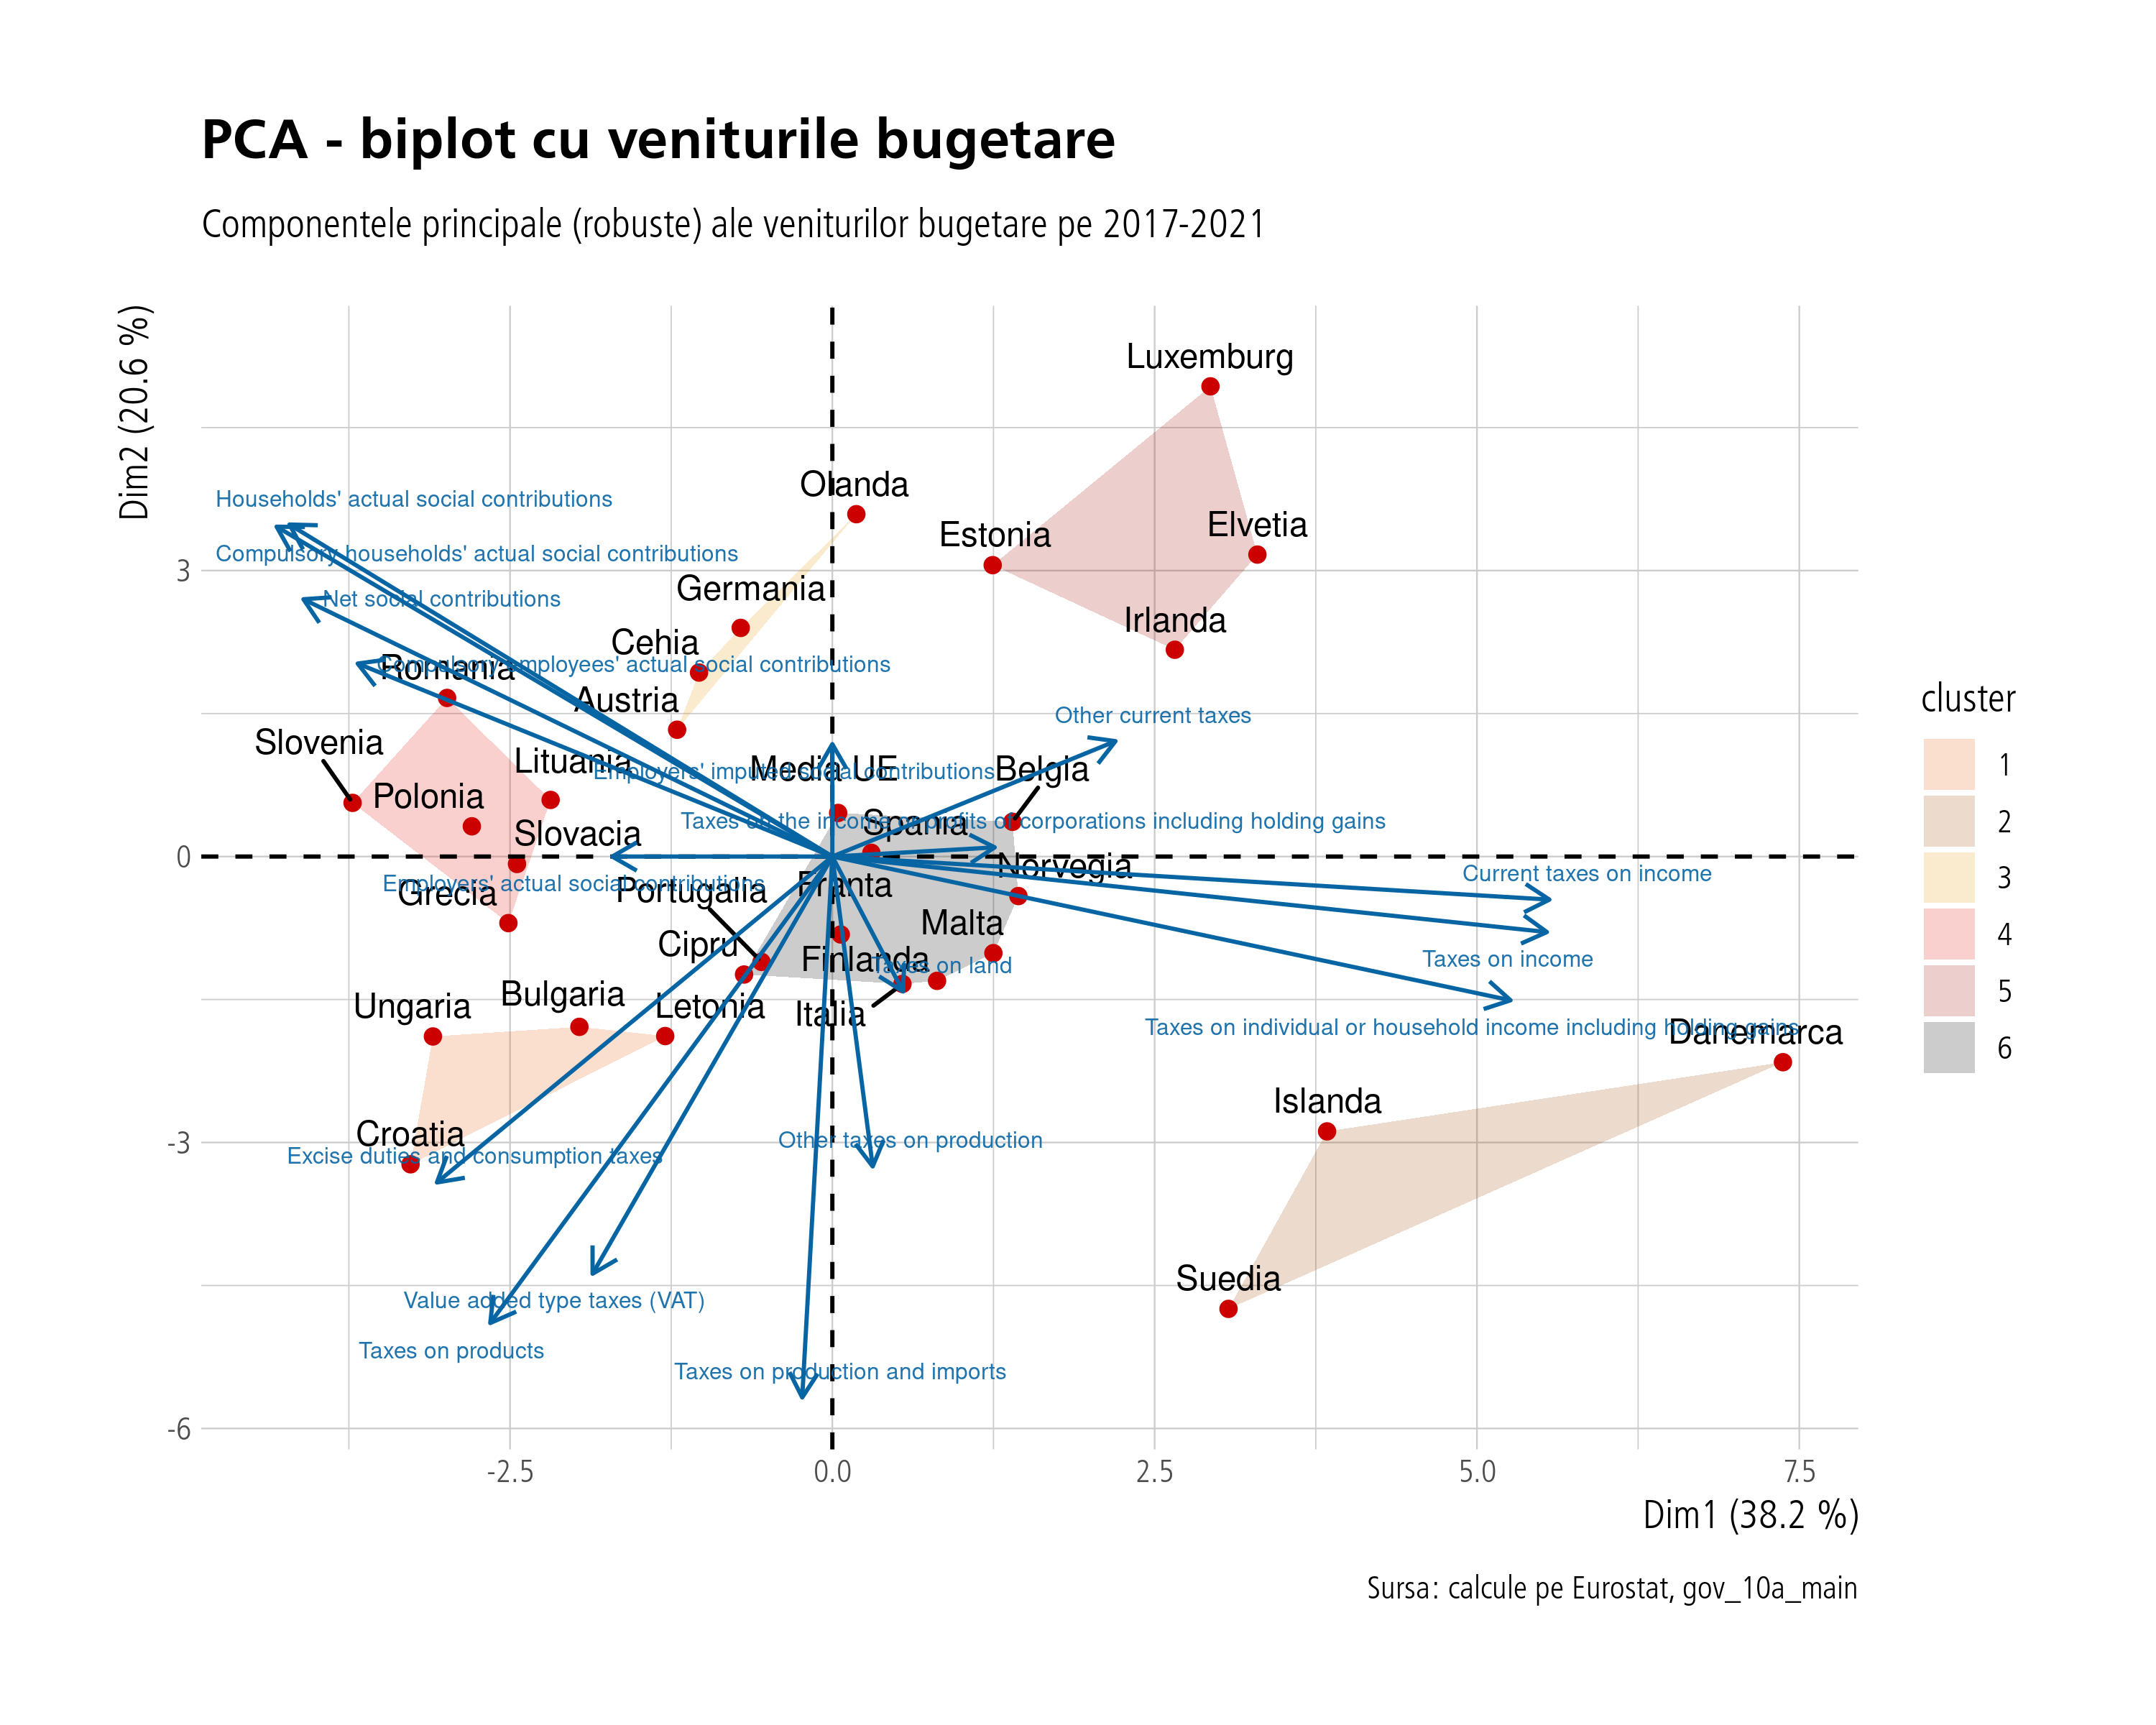 PCA - biplot cu veniturile bugetare
Componentele principale (robuste) ale veniturilor bugetare pe 2017-2021
Dim2 (20.6 %)
Luxemburg
Olanda
Households' actual social contributions
Estonia
Elvetia
Compulsory households' actual social contributions
3
Germania
Net social contributions
Irlanda
Cehia
Romania
Compulsory employees' actual social contributions
Austria
Other current taxes
Slovenia
Lituania
Media UE
Employers' imputed social contributions
Belgia
Polonia
Spania
Taxes on the income or profits of corporations including holding gains
Slovacia
0
Norvegia
Current taxes on income
Employers' actual social contributions
Grecia
Portugalia
Franta
Malta
Cipru
Finlanda
Taxes on land
Taxes on income
Ungaria
Bulgaria
Letonia
Italia
Taxes on individual or household income including holding gains
Danemarca
Islanda
Croatia
-3
Other taxes on production
Excise duties and consumption taxes
Suedia
Value added type taxes (VAT)
Taxes on products
Taxes on production and imports
-6
-2.5
0.0
2.5
5.0
7.5
Dim1 (38.2 %)
cluster
1
2
3
4
5
6
Sursa: calcule pe Eurostat, gov_10a_main